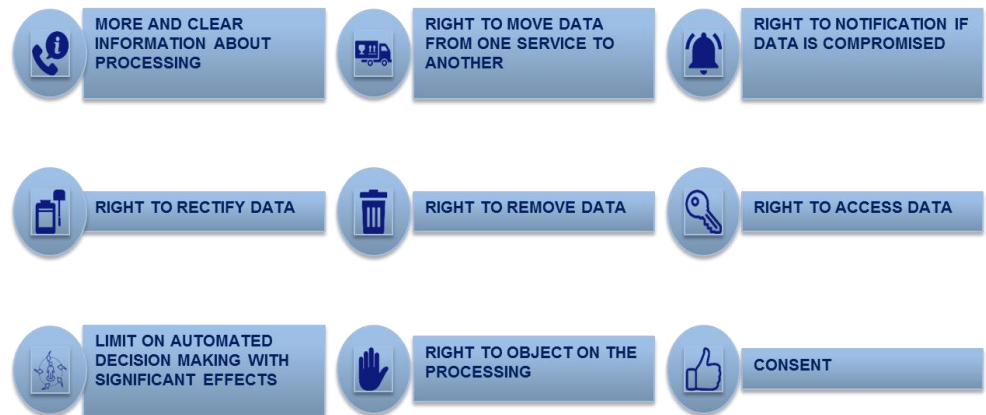 MORE AND CLEAR
INFORMATION ABOUT
PROCESSING
RIGHT TO MOVE DATA
FROM ONE SERVICE TO
ANOTHER
RIGHT TO NOTIFICATION IF
DATA IS COMPROMISED
RIGHT TO RECTIFY DATA
RIGHT TO REMOVE DATA
RIGHT TO ACCESS DATA
LIMIT ON AUTOMATED
DECISION MAKING WITH
SIGNIFICANT EFFECTS
RIGHT TO OBJECT ON THE
PROCESSING
CONSENT